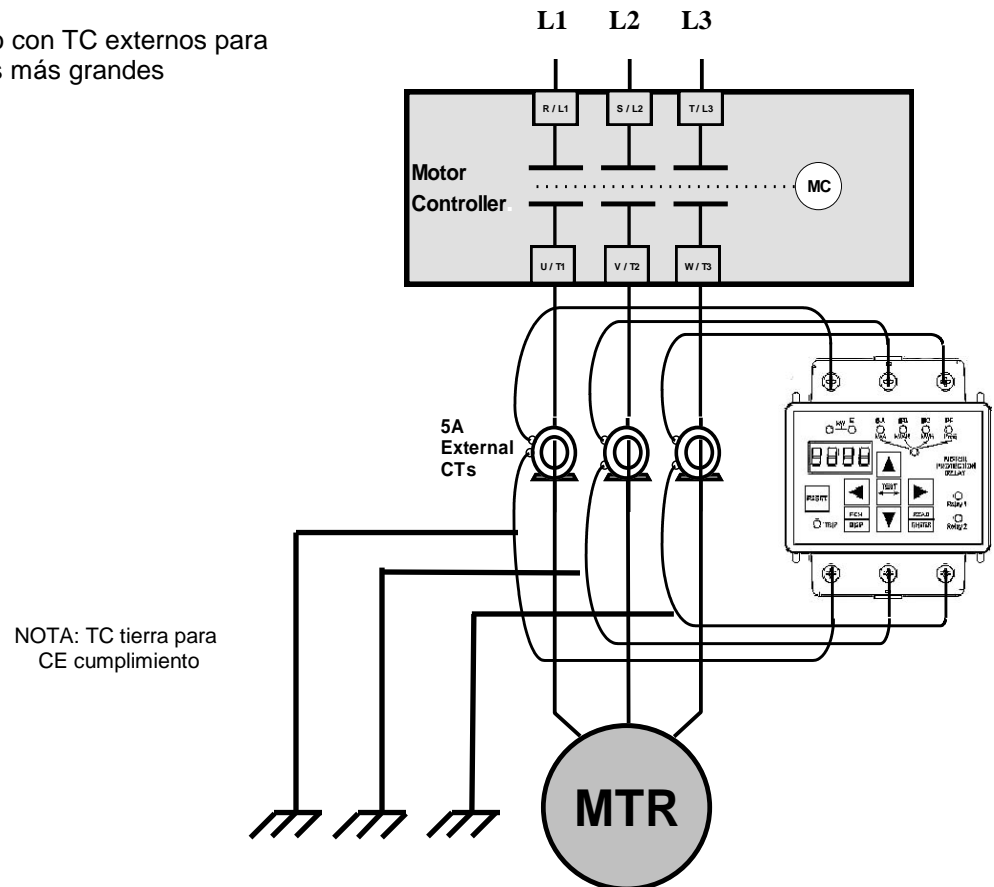 o con TC externos para
s más grandes
L1 L2 L3
R / L1 S / L2 T / L3
Motor
Controller.
MC
U / T1 V / T2 W / T3
5A
External
CTs
kW
MOTOR
PROTECTION
RELAY
TEST
RESET
Relay 1
READ
TRIP
DISP
ENTER
Relay 2
NOTA: TC tierra para
CE cumplimiento
MTR